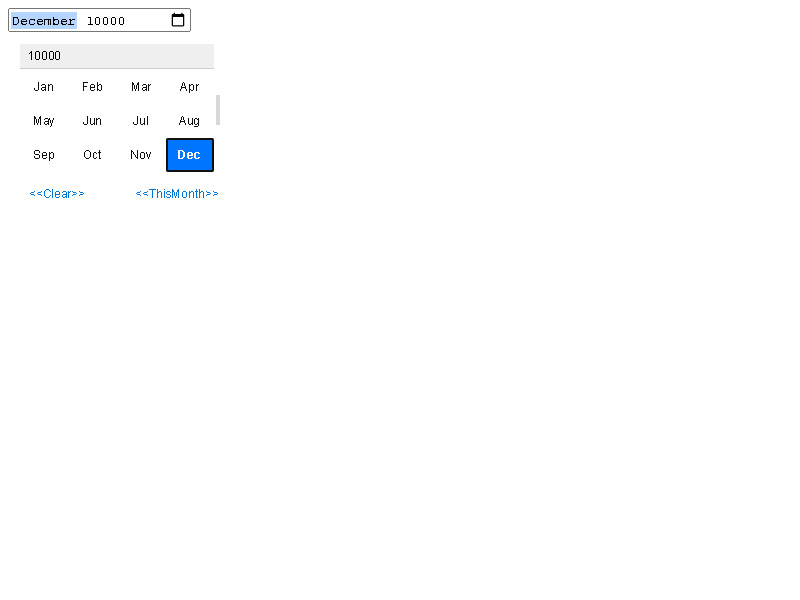 December 10000
10000
Jan Feb Mar Apr
May Jun Jul Aug
Sep Oct Nov Dec
<<Clear>> <<ThisMonth>>